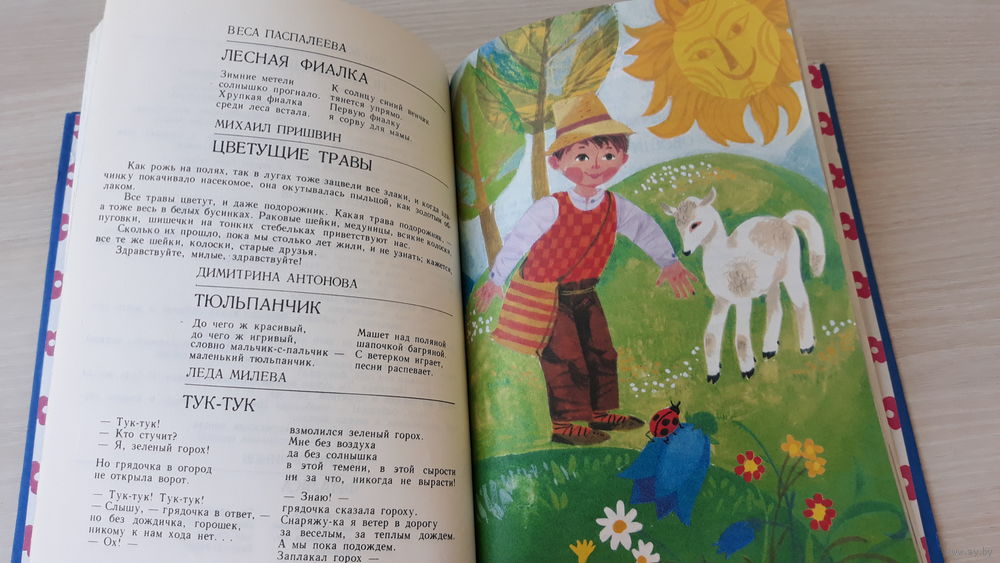 ВЕСА ПАСПАЛЕЕВА
ЛЕСНАЯ ФИАЛКА
Зимние метели
солнышко прогнало.
Хрупкая фиалка
среди леса встала.
К солнцу синий венчик
тянется упрямо.
Первую фиалку
я сорву для мамы.
МИХАИЛ ПРИШВИН
ЦВЕТУЩИЕ ТРАВЫ
Как рожь на полях, так в лугах тоже зацвели все злаки, и когда
чинку покачивало насекомое, она окутывалась пыльцой, как золотым об-
лаком.
Все травы цветут, и даже подорожник. Какая трава подорожник, —
а тоже весь в белых бусинках. Раковые шейки, медуницы, всякие колоски,
пуговки, шишечки на тонких стебельках приветствуют нас.
Сколько их прошло, пока мы столько лет жили, и не узнать; кажется,
все те же шейки, колоски, старые друзья.
Здравствуйте, милые, здравствуйте!
ДИМИТРИНА АНТОНОВА
ТЮЛЬПАНЧИК
До чего ж красивый,
до чего ж игривый,
словно мальчик-с-пальчик —
маленький тюльпанчик.
Машет над поляной
шапочкой багряной.
С ветерком играет,
песни распевает.
ЛЕДА МИЛЕВА
ТУК-ТУК
— Тук-тук!
— Кто стучит?
— Я, зеленый горох!
Но грядочка в огород
не открыла ворот.
— Тук-тук! Тук-тук!
— Слышу, — грядочка в ответ, —
но без дождичка, горошек,
никому к нам хода нет. . .
— Ох! —
взмолился зеленый горох.
Мне без воздуха
да без солнышка
в этой темени, в этой сырости
ни за что, никогда не вырасти!
— Знаю! —
грядочка сказала гороху.
Снаряжу-ка я ветер в дорогу
за веселым, за теплым дождем.
А мы пока подождем.
Заплакал горох —